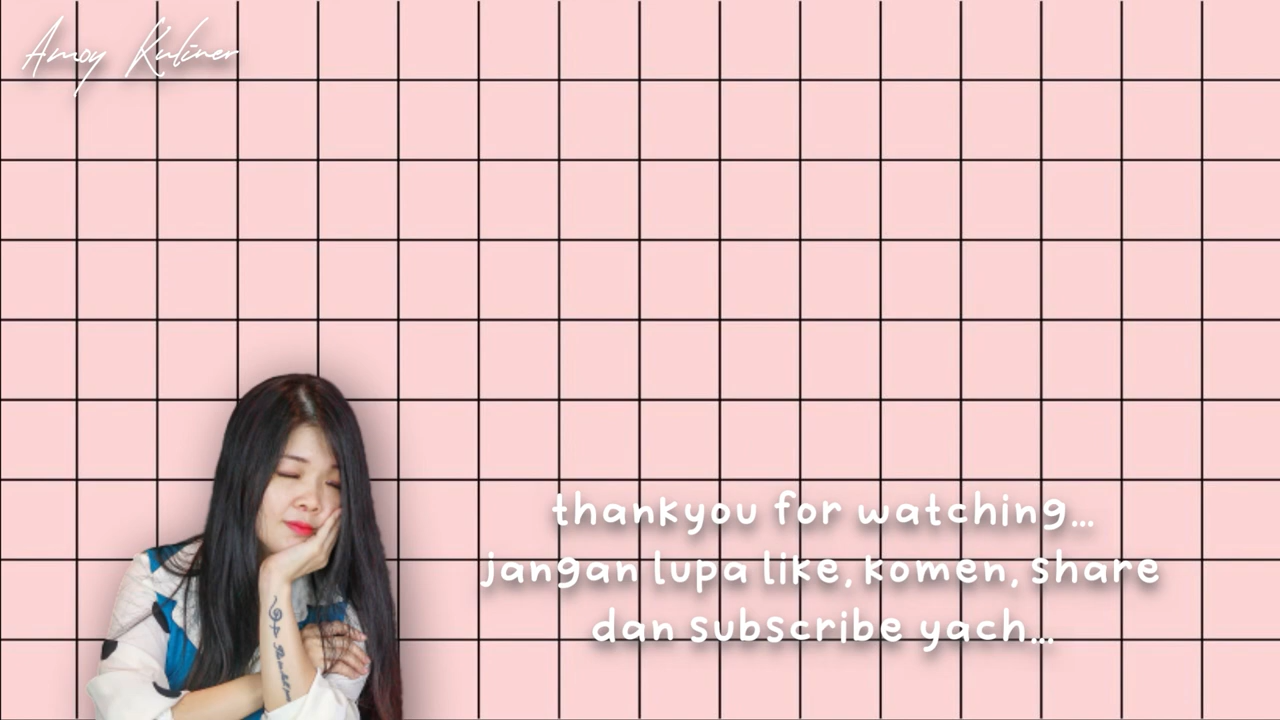 Amoy Kuliner
thankyou for watching...
jangan lupa like, komen, share
dan subscribe yach...